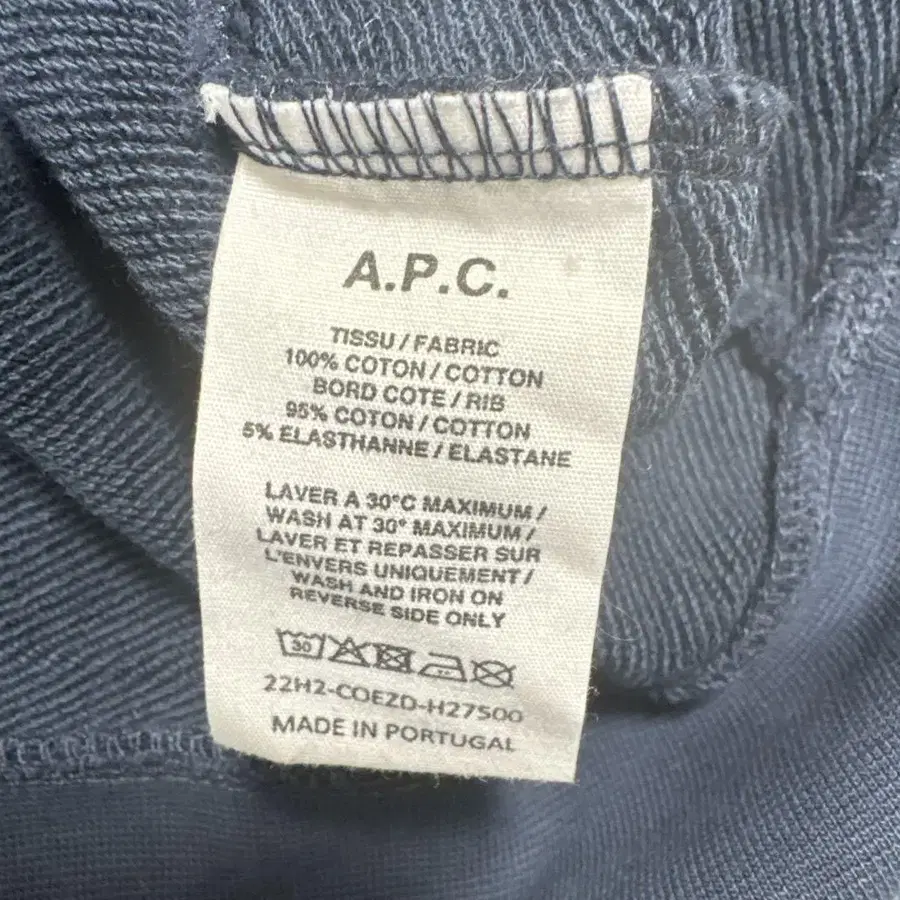 A.P.C.
TISSU / FABRIC
100% COTON / COTTON
BORD COTE / RIB
95% COTON / COTTON
5% ELASTHANNE / ELASTANE
LAVER A 30°C MAXIMUM /
WASH AT 30° MAXIMUM /
LAVER ET REPASSER SUR
L'ENVERS UNIQUEMENT /
WASH AND IRON ON
REVERSE SIDE ONLY
30
22H2-COEZD-H27500
MADE IN PORTUGAL